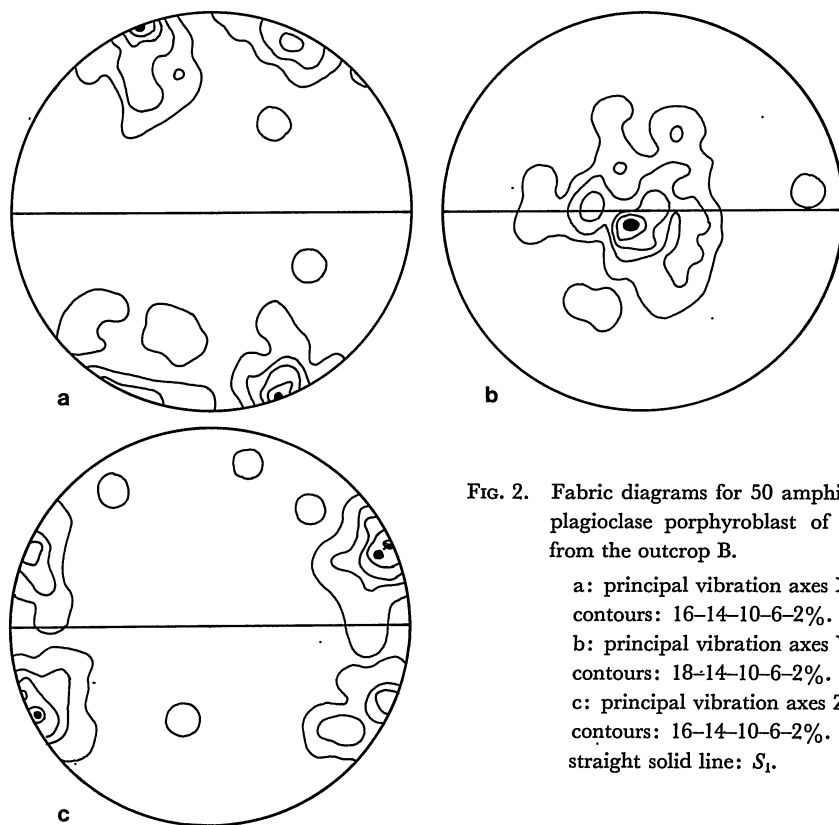 a
b
c
FIG. 2. Fabric diagrams for 50 amphi
plagioclase porphyroblast of
from the outcrop B.
a: principal vibration axes
contours: 16–14–10–6–2%.
b: principal vibration axes
contours: 18–14–10–6–2%.
c: principal vibration axes
contours: 16–14–10–6–2%.
straight solid line: S₁.